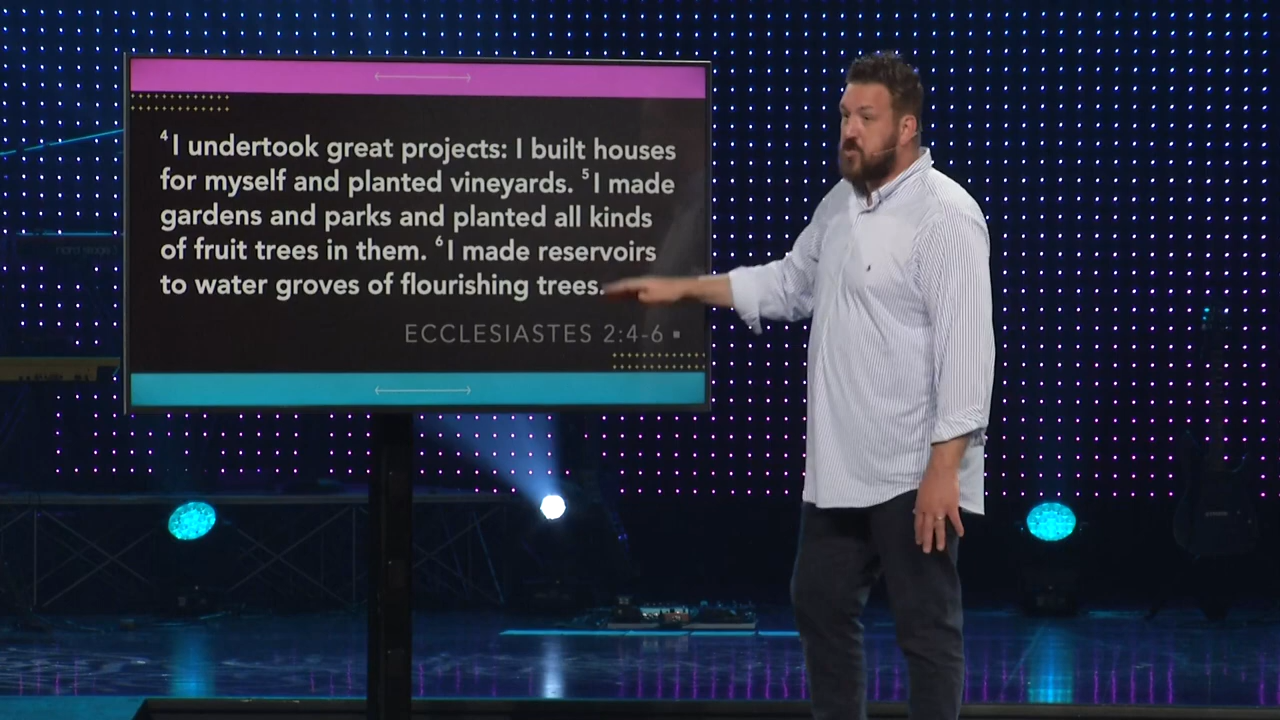 ⁴I undertook great projects: I built houses
for myself and planted vineyards. ⁵I made
gardens and parks and planted all kinds
of fruit trees in them. ⁶I made reservoirs
to water groves of flourishing trees.
ECCLESIASTES 2:4-6